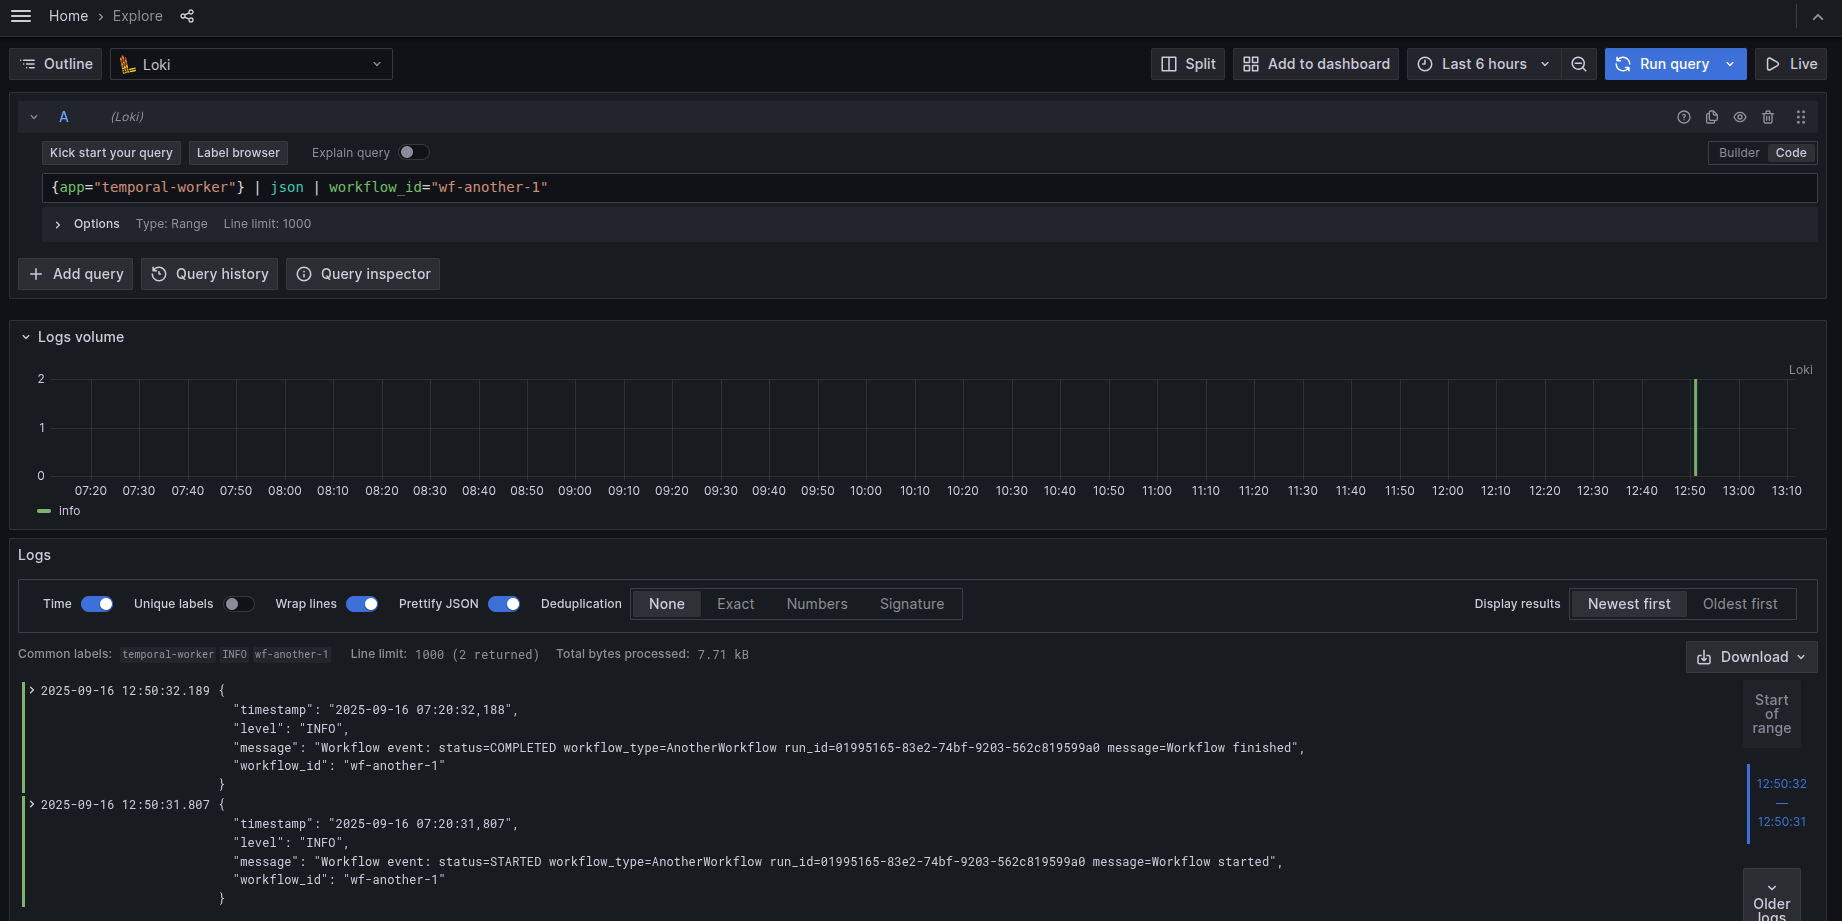 Home › Explore
Outline Loki Split Add to dashboard Last 6 hours Run query Live
A (Loki)
Kick start your query Label browser Explain query Builder Code
{app="temporal-worker"} | json | workflow_id="wf-another-1"
Options Type: Range Line limit: 1000
Add query Query history Query inspector
Logs volume
Loki
2
1
0
07:20 07:30 07:40 07:50 08:00 08:10 08:20 08:30 08:40 08:50 09:00 09:10 09:20 09:30 09:40 09:50 10:00 10:10 10:20 10:30 10:40 10:50 11:00 11:10 11:20 11:30 11:40 11:50 12:00 12:10 12:20 12:30 12:40 12:50 13:00 13:10
info
Logs
Time Unique labels Wrap lines Prettify JSON Deduplication None Exact Numbers Signature Display results Newest first Oldest first
Common labels: temporal-worker INFO wf-another-1 Line limit: 1000 (2 returned) Total bytes processed: 7.71 kB Download
2025-09-16 12:50:32.189 {
"timestamp": "2025-09-16 07:20:32,188",
"level": "INFO",
"message": "Workflow event: status=COMPLETED workflow_type=AnotherWorkflow run_id=01995165-83e2-74bf-9203-562c819599a0 message=Workflow finished",
"workflow_id": "wf-another-1"
}
2025-09-16 12:50:31.807 {
"timestamp": "2025-09-16 07:20:31,807",
"level": "INFO",
"message": "Workflow event: status=STARTED workflow_type=AnotherWorkflow run_id=01995165-83e2-74bf-9203-562c819599a0 message=Workflow started",
"workflow_id": "wf-another-1"
}
Start
of
range
12:50:32
—
12:50:31
Older
logs